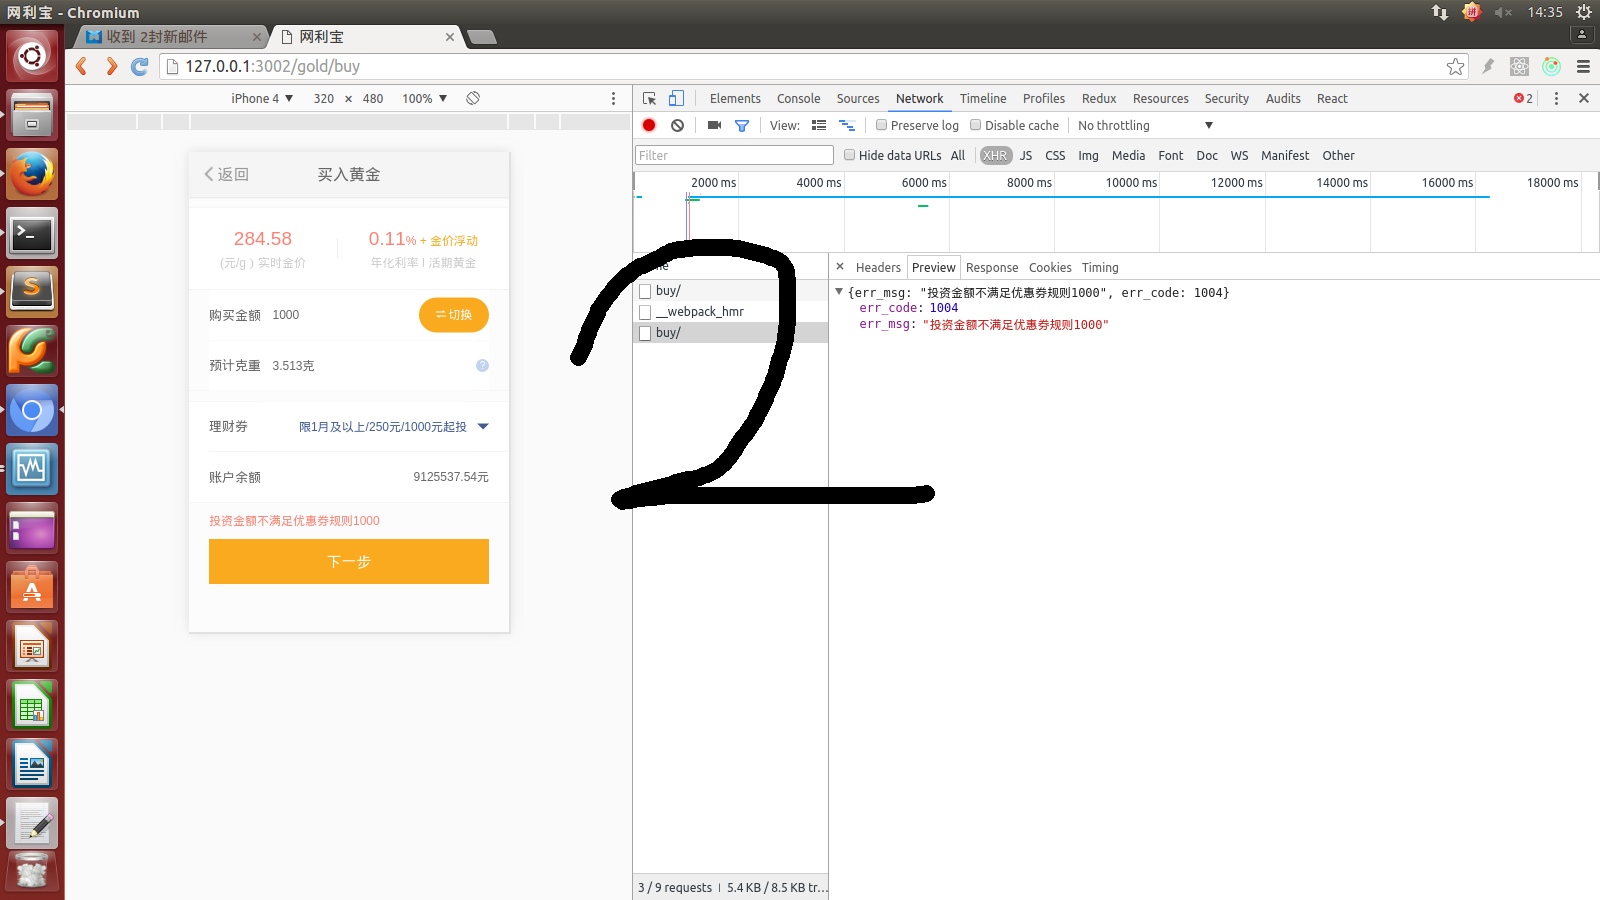 网利宝 - Chromium
14:35
收到 2封新邮件
网利宝
127.0.0.1:3002/gold/buy
iPhone 4 ▼ 320 × 480 100% ▼
Elements Console Sources Network Timeline Profiles Redux Resources Security Audits React 2
View: Preserve log Disable cache No throttling ▼
Filter Hide data URLs All XHR JS CSS Img Media Font Doc WS Manifest Other
2000 ms 4000 ms 6000 ms 8000 ms 10000 ms 12000 ms 14000 ms 16000 ms 18000 ms
返回 买入黄金
284.58 0.11% + 金价浮动
(元/g ) 实时金价 年化利率 I 活期黄金
购买金额 1000 切换
预计克重 3.513克 ?
理财券 限1月及以上/250元/1000元起投
账户余额 9125537.54元
投资金额不满足优惠券规则1000
下一步
2
buy/
__webpack_hmr
buy/
× Headers Preview Response Cookies Timing
{err_msg: "投资金额不满足优惠券规则1000", err_code: 1004}
err_code: 1004
err_msg: "投资金额不满足优惠券规则1000"
3 / 9 requests | 5.4 KB / 8.5 KB tr...